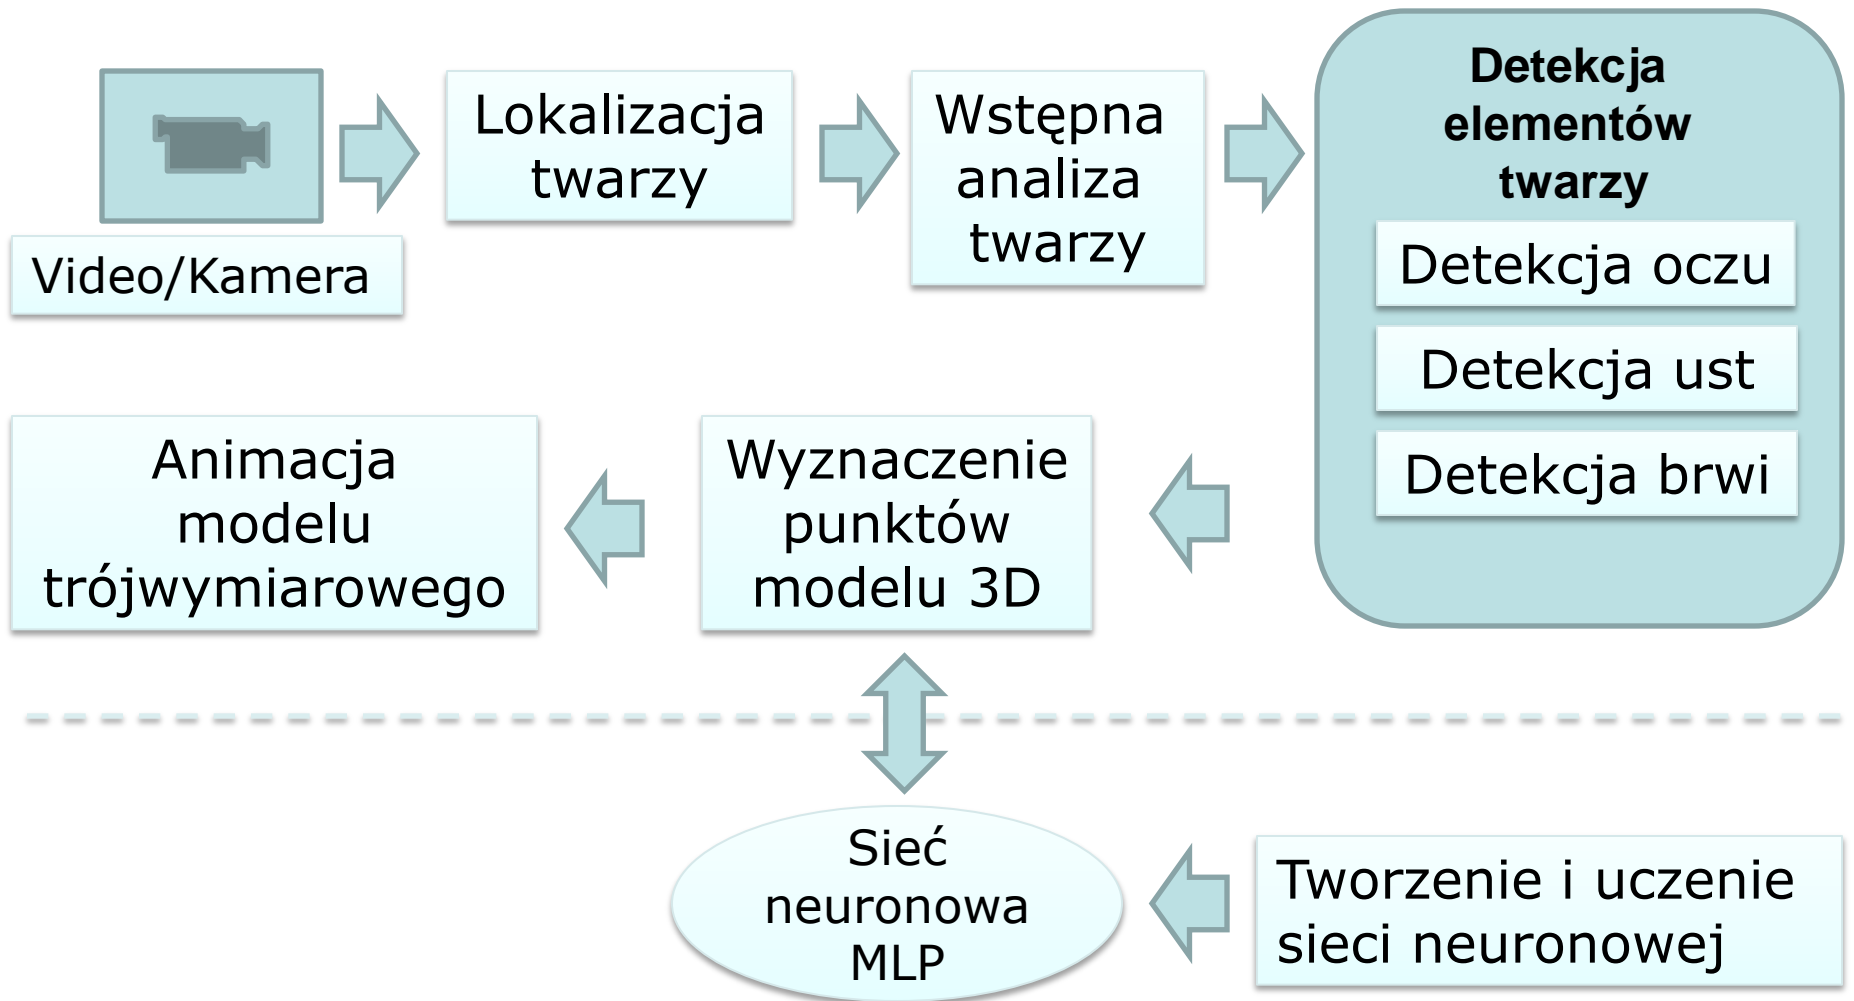 Video/Kamera
Lokalizacja
twarzy
Wstępna
analiza
twarzy
Detekcja
elementów
twarzy
Detekcja oczu
Detekcja ust
Detekcja brwi
Wyznaczenie
punktów
modelu 3D
Animacja
modelu
trójwymiarowego
Sieć
neuronowa
MLP
Tworzenie i uczenie
sieci neuronowej